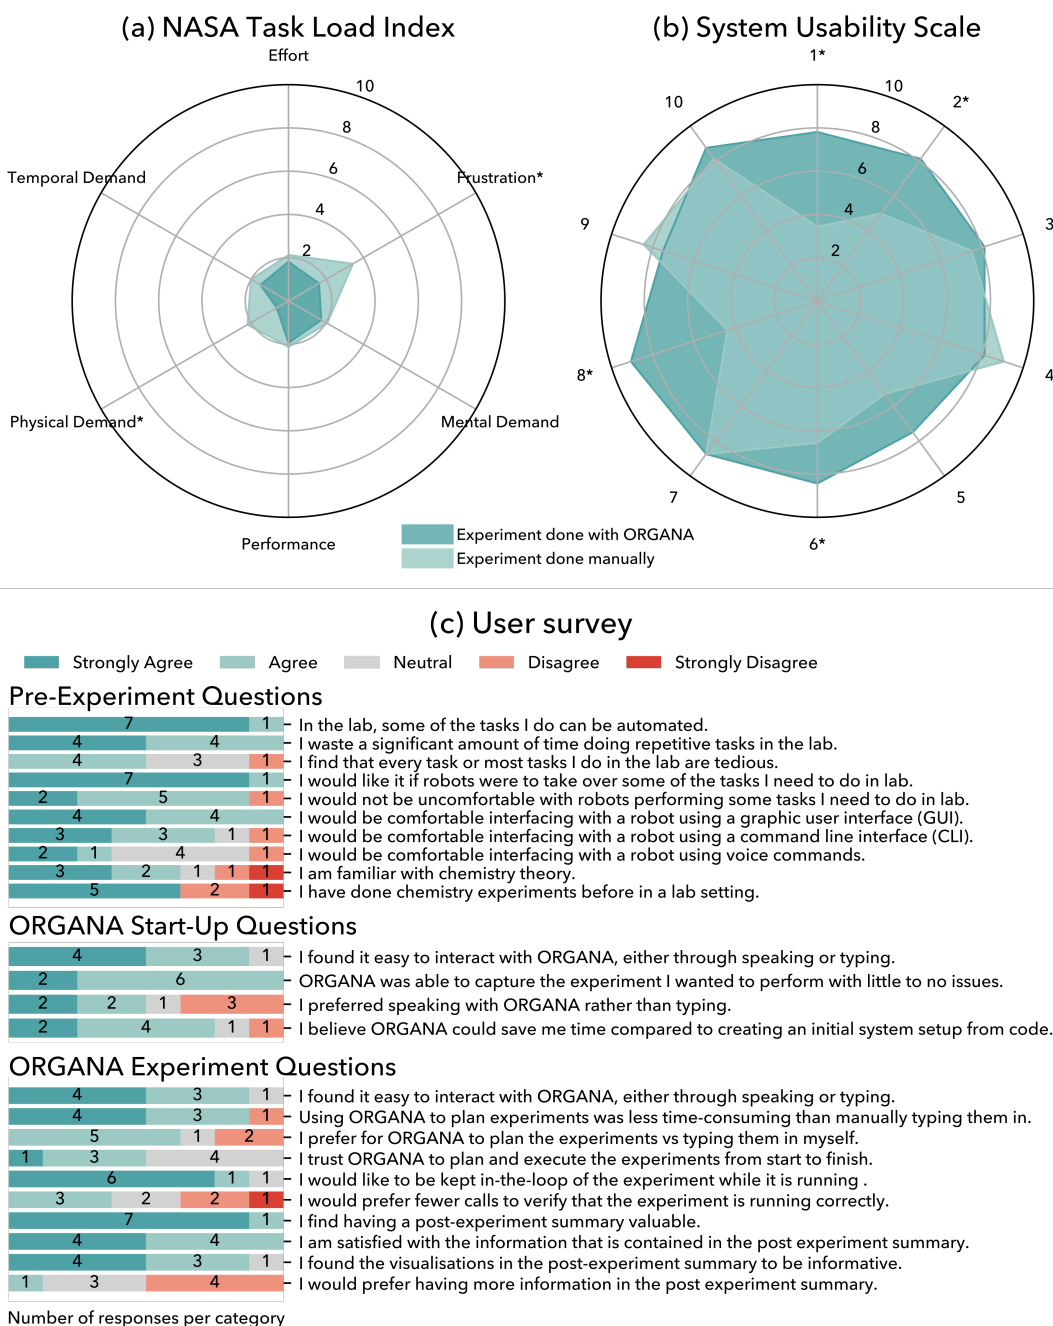 (a) NASA Task Load Index
(b) System Usability Scale
Effort
10
8
6
4
2
Temporal Demand
Frustration*
Physical Demand*
Mental Demand
Performance
1*
10
10
2*
8
6
4
2
9
3
8*
4
7
5
6*
Experiment done with ORGANA
Experiment done manually
(c) User survey
Strongly Agree Agree Neutral Disagree Strongly Disagree
Pre-Experiment Questions
7 1 In the lab, some of the tasks I do can be automated.
4 4 I waste a significant amount of time doing repetitive tasks in the lab.
4 3 1 I find that every task or most tasks I do in the lab are tedious.
7 1 I would like it if robots were to take over some of the tasks I need to do in lab.
2 5 1 I would not be uncomfortable with robots performing some tasks I need to do in lab.
4 4 I would be comfortable interfacing with a robot using a graphic user interface (GUI).
3 3 1 1 I would be comfortable interfacing with a robot using a command line interface (CLI).
2 1 4 1 I would be comfortable interfacing with a robot using voice commands.
3 2 1 1 1 I am familiar with chemistry theory.
5 2 1 I have done chemistry experiments before in a lab setting.
ORGANA Start-Up Questions
4 3 1 I found it easy to interact with ORGANA, either through speaking or typing.
2 6 ORGANA was able to capture the experiment I wanted to perform with little to no issues.
2 2 1 3 I preferred speaking with ORGANA rather than typing.
2 4 1 1 I believe ORGANA could save me time compared to creating an initial system setup from code.
ORGANA Experiment Questions
4 3 1 I found it easy to interact with ORGANA, either through speaking or typing.
4 3 1 Using ORGANA to plan experiments was less time-consuming than manually typing them in.
5 1 2 I prefer for ORGANA to plan the experiments vs typing them in myself.
1 3 4 I trust ORGANA to plan and execute the experiments from start to finish.
6 1 1 I would like to be kept in-the-loop of the experiment while it is running .
3 2 2 1 I would prefer fewer calls to verify that the experiment is running correctly.
7 1 I find having a post-experiment summary valuable.
4 4 I am satisfied with the information that is contained in the post experiment summary.
4 3 1 I found the visualisations in the post-experiment summary to be informative.
1 3 4 I would prefer having more information in the post experiment summary.
Number of responses per category